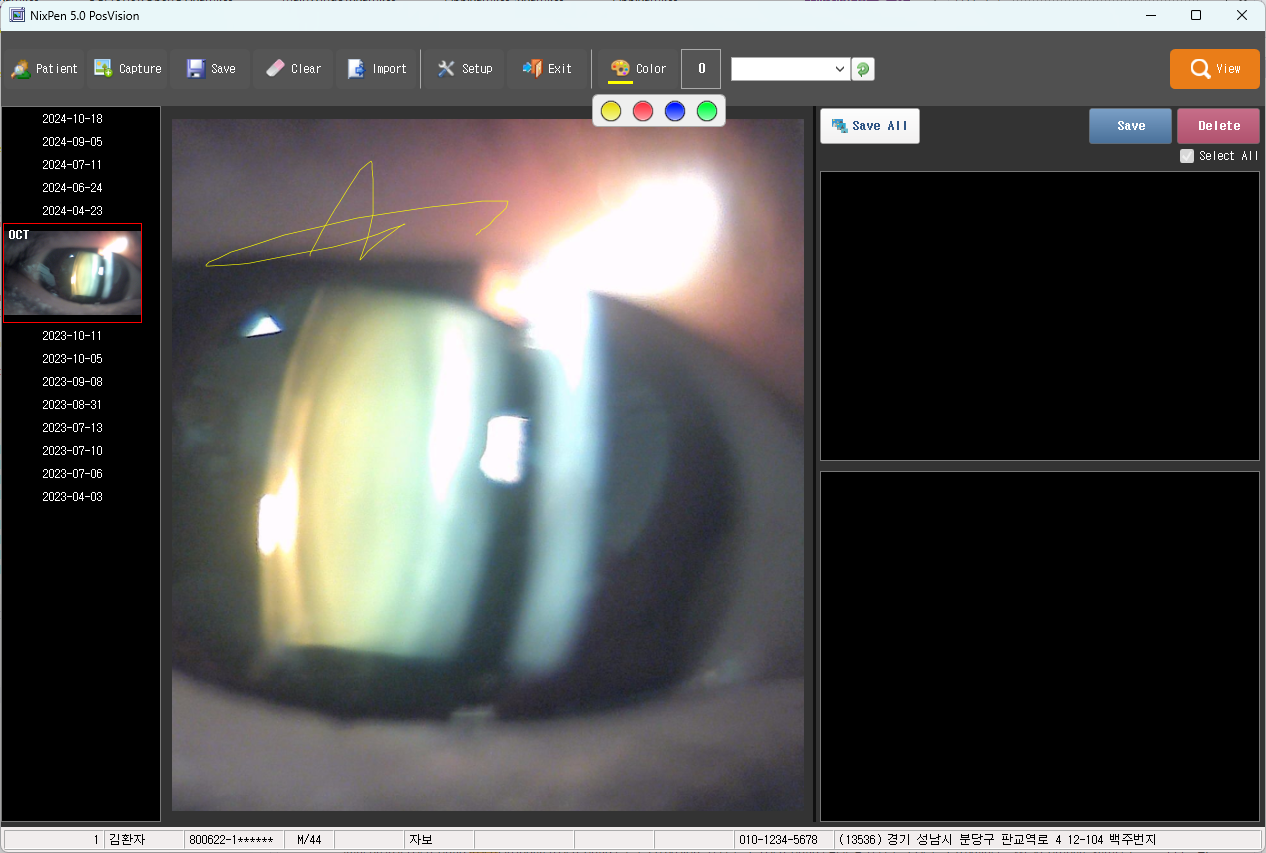 NixPen 5.0 PosVision
Patient Capture Save Clear Import Setup Exit Color 0 View
Save All Save Delete
Select All
2024-10-18
2024-09-05
2024-07-11
2024-06-24
2024-04-23
OCT
2023-10-11
2023-10-05
2023-09-08
2023-08-31
2023-07-13
2023-07-10
2023-07-06
2023-04-03
1 김환자 800622-1****** M/44 자보 010-1234-5678 (13536) 경기 성남시 분당구 판교역로 4 12-104 백주번지